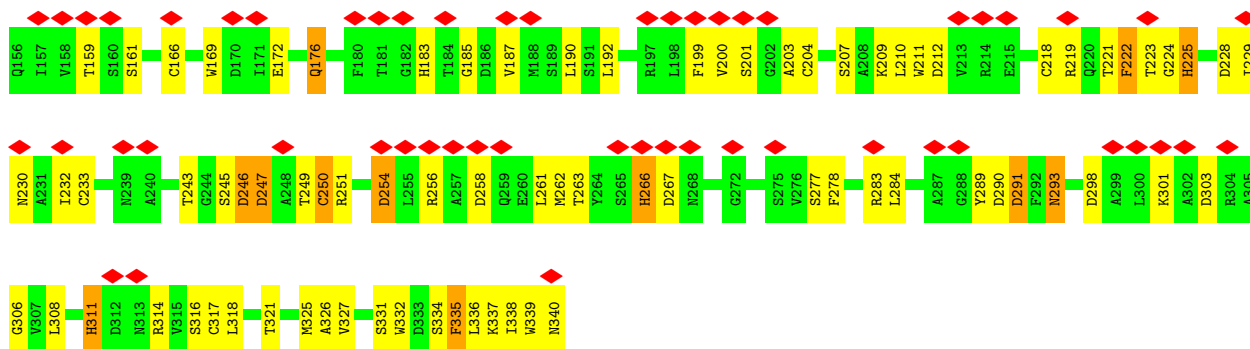 Q156 I157 V158 T159 S160 S161 C166 W169 D170 I171 E172 Q176 F180 T181 G182 H183 T184 G185 D186 V187 M188 S189 L190 S191 L192 R197 L198 F199 V200 S201 G202 A203 C204 S207 A208 K209 L210 W211 D212 V213 R214 E215 C218 R219 Q220 T221 F222 T223 G224 H225 D228 I229
N230 A231 I232 C233 N239 A240 T243 G244 S245 D246 D247 A248 T249 C250 R251 D254 L255 R256 A257 D258 Q259 E260 L261 M262 T263 Y264 S265 H266 D267 N268 G272 S275 V276 S277 F278 R283 L284 A287 G288 Y289 D290 D291 F292 N293 D298 A299 L300 K301 A302 D303 R304 A305
G306 V307 L308 H311 D312 N313 R314 V315 S316 C317 L318 T321 M325 A326 V327 S331 W332 D333 S334 F335 L336 K337 I338 W339 N340